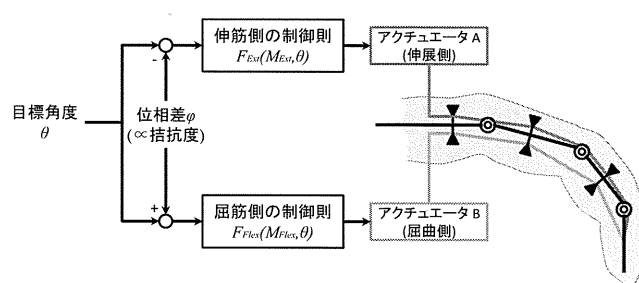 伸筋側の制御則
F_Ext(M_Ext,θ)
アクチュエータ A
(伸展側)
-
目標角度
θ
位相差φ
(∝拮抗度)
+
屈筋側の制御則
F_Flex(M_Flex,θ)
アクチュエータ B
(屈曲側)